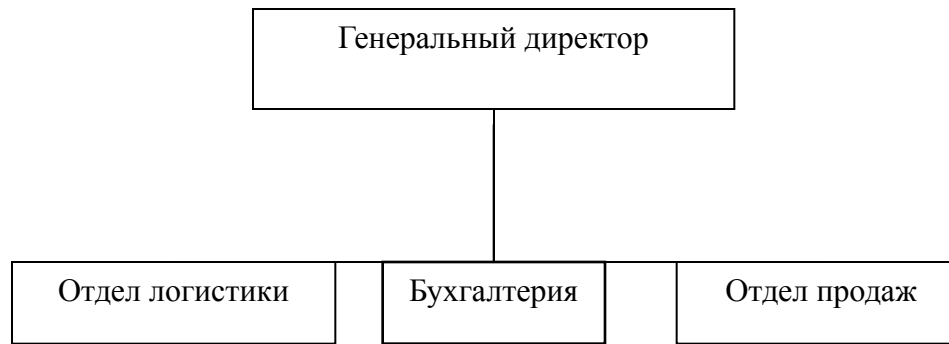 Генеральный директор
Отдел логистики
Бухгалтерия
Отдел продаж